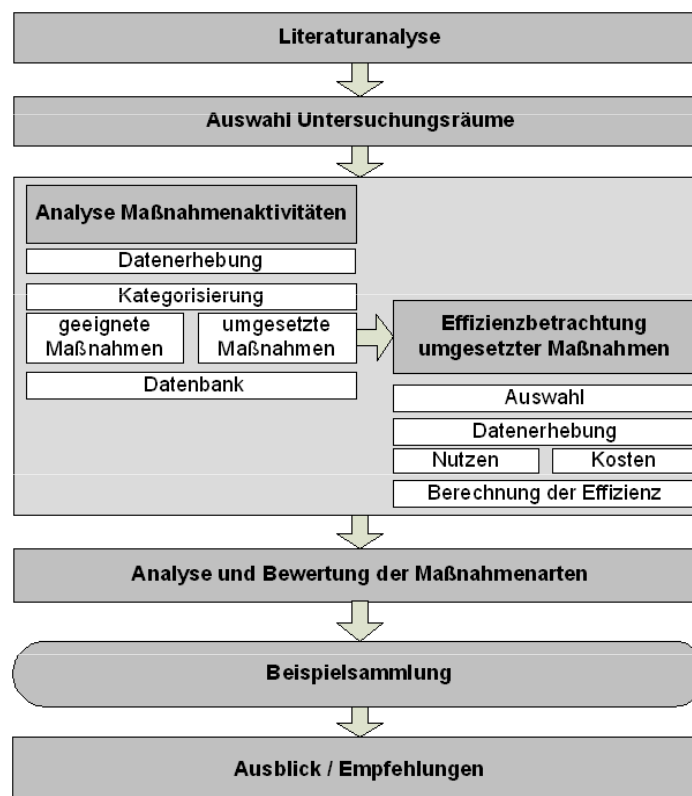 Literaturanalyse
Auswahl Untersuchungsräume
Analyse Maßnahmenaktivitäten
Datenerhebung
Kategorisierung
geeignete
Maßnahmen
umgesetzte
Maßnahmen
Datenbank
Effizienzbetrachtung
umgesetzter Maßnahmen
Auswahl
Datenerhebung
Nutzen
Kosten
Berechnung der Effizienz
Analyse und Bewertung der Maßnahmenarten
Beispielsammlung
Ausblick / Empfehlungen